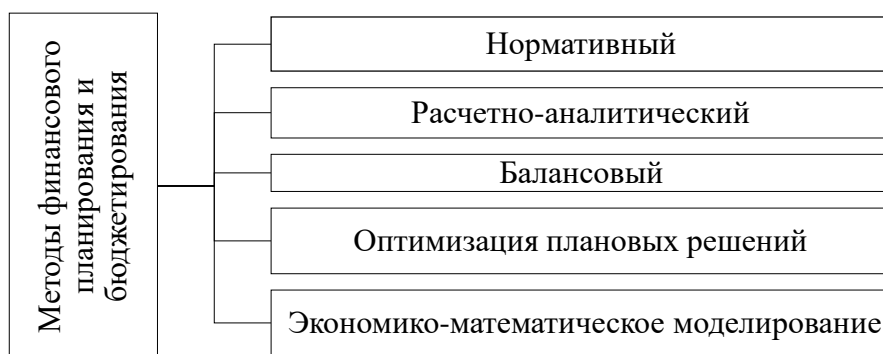 Методы финансового
планирования и
бюджетирования
Нормативный
Расчетно-аналитический
Балансовый
Оптимизация плановых решений
Экономико-математическое моделирование